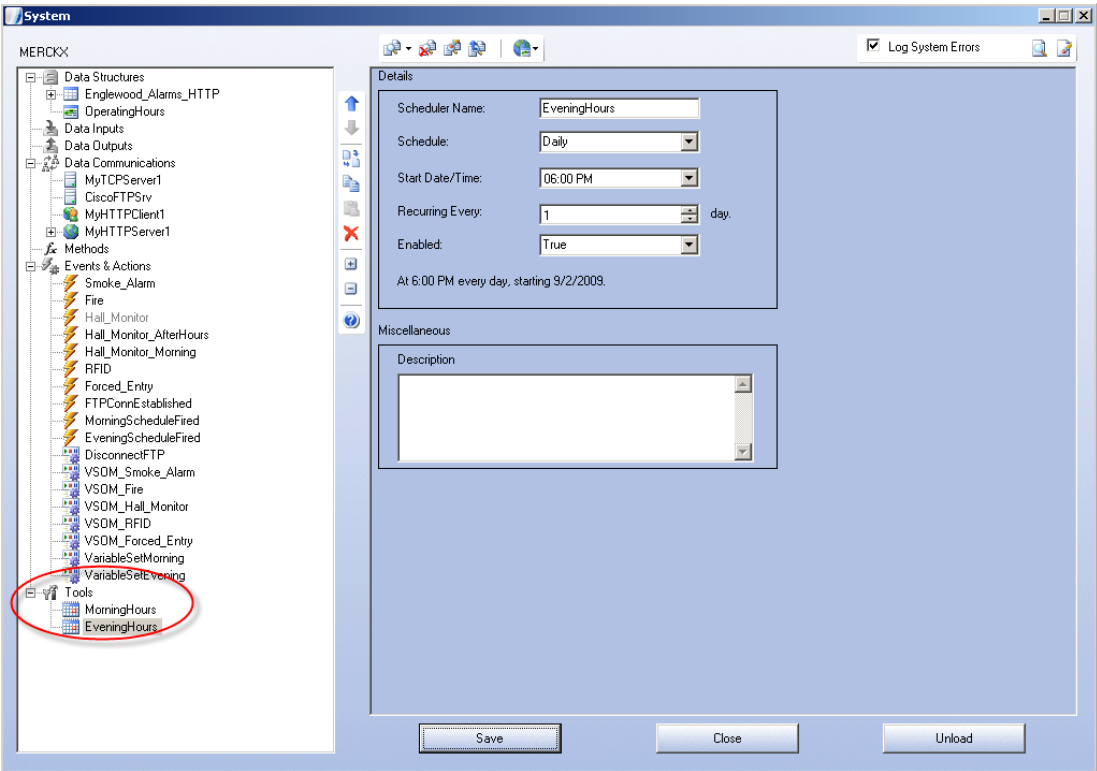 System
MERCKX
Log System Errors
Data Structures
Englewood_Alarms_HTTP
OperatingHours
Data Inputs
Data Outputs
Data Communications
MyTCPServer1
CiscoFTPSrv
MyHTTPClient1
MyHTTPServer1
fx Methods
Events & Actions
Smoke_Alarm
Fire
Hall_Monitor
Hall_Monitor_AfterHours
Hall_Monitor_Morning
RFID
Forced_Entry
FTPConnEstablished
MorningScheduleFired
EveningScheduleFired
DisconnectFTP
VSOM_Smoke_Alarm
VSOM_Fire
VSOM_Hall_Monitor
VSOM_RFID
VSOM_Forced_Entry
VariableSetMorning
VariableSetEvening
Tools
MorningHours
EveningHours
Details
Scheduler Name: EveningHours
Schedule: Daily
Start Date/Time: 06:00 PM
Recurring Every: 1 day.
Enabled: True
At 6:00 PM every day, starting 9/2/2009.
Miscellaneous
Description
Save Close Unload